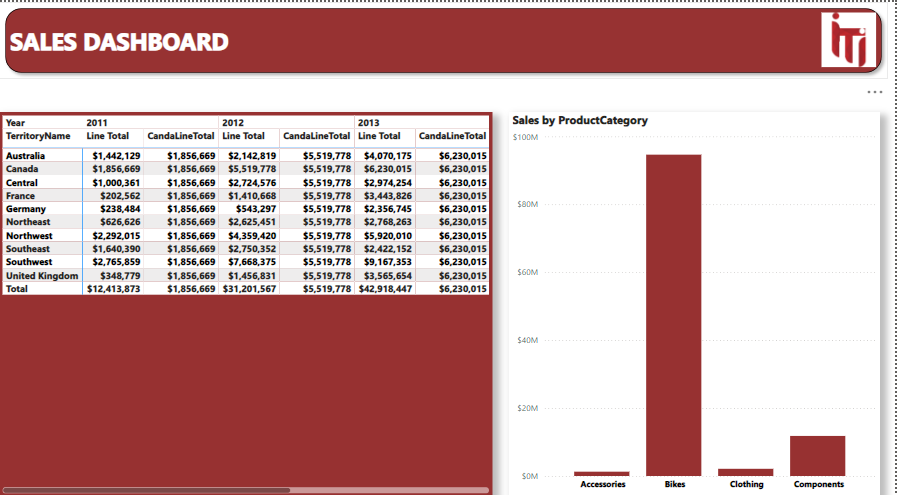 SALES DASHBOARD
iTi
...
Year 2011 2012 2013
TerritoryName Line Total CandaLineTotal Line Total CandaLineTotal Line Total CandaLineTotal
Australia $1,442,129 $1,856,669 $2,142,819 $5,519,778 $4,070,175 $6,230,015
Canada $1,856,669 $1,856,669 $5,519,778 $5,519,778 $6,230,015 $6,230,015
Central $1,000,361 $1,856,669 $2,724,576 $5,519,778 $2,974,254 $6,230,015
France $202,562 $1,856,669 $1,410,668 $5,519,778 $3,443,826 $6,230,015
Germany $238,484 $1,856,669 $543,297 $5,519,778 $2,356,745 $6,230,015
Northeast $626,626 $1,856,669 $2,625,451 $5,519,778 $2,768,263 $6,230,015
Northwest $2,292,015 $1,856,669 $4,359,420 $5,519,778 $5,920,010 $6,230,015
Southeast $1,640,390 $1,856,669 $2,750,352 $5,519,778 $2,422,152 $6,230,015
Southwest $2,765,859 $1,856,669 $7,668,375 $5,519,778 $9,167,353 $6,230,015
United Kingdom $348,779 $1,856,669 $1,456,831 $5,519,778 $3,565,654 $6,230,015
Total $12,413,873 $1,856,669 $31,201,567 $5,519,778 $42,918,447 $6,230,015
Sales by ProductCategory
$100M
$80M
$60M
$40M
$20M
$0M
Accessories Bikes Clothing Components